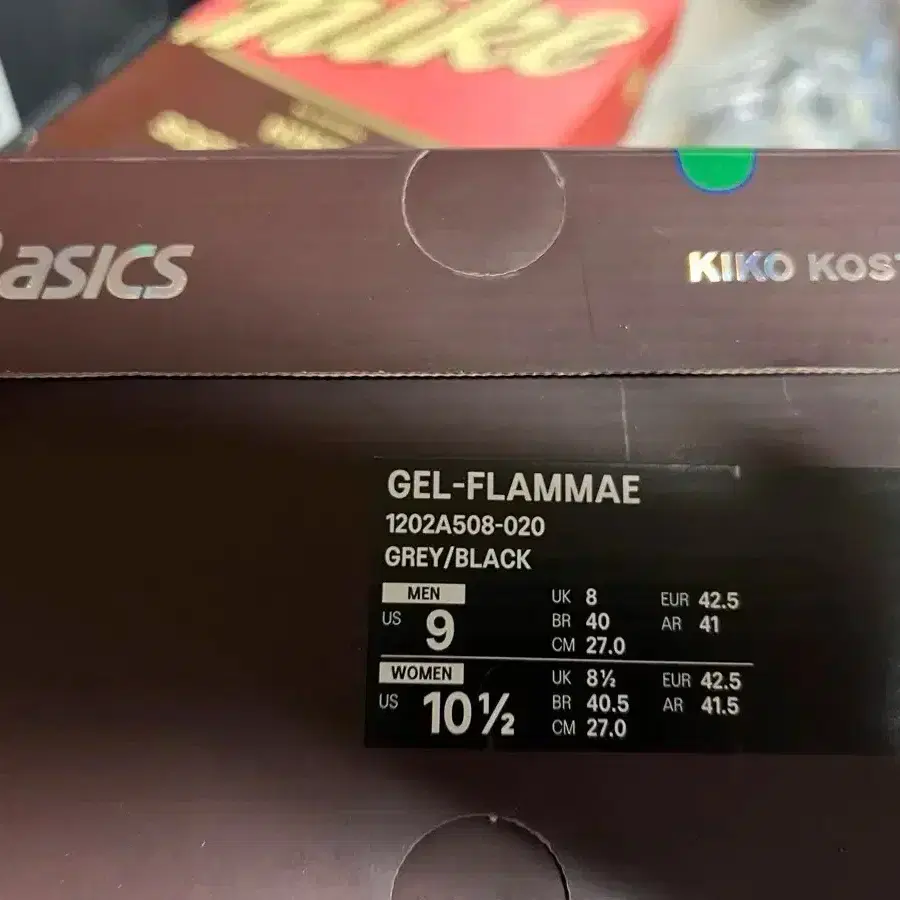 asics
KIKO KOST
GEL-FLAMMAE
1202A508-020
GREY/BLACK
MEN
US 9
UK 8
BR 40
CM 27.0
EUR 42.5
AR 41
WOMEN
US 10½
UK 8½
BR 40.5
CM 27.0
EUR 42.5
AR 41.5